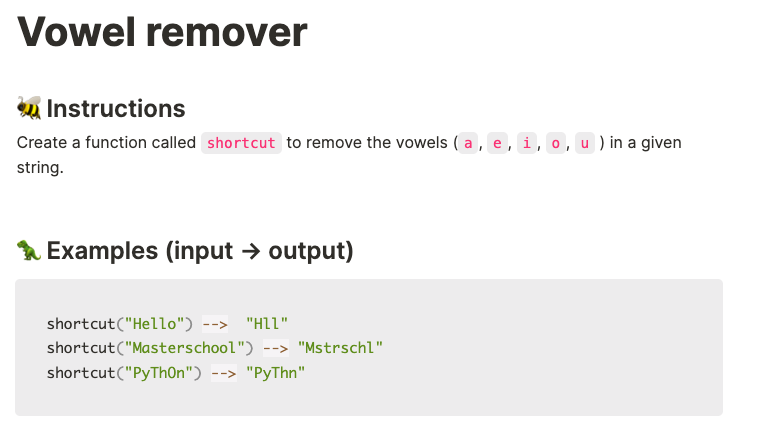 Vowel remover
🐝 Instructions
Create a function called shortcut to remove the vowels ( a , e , i , o , u ) in a given
string.
🦖 Examples (input → output)
shortcut("Hello") -->  "Hll"
shortcut("Masterschool") --> "Mstrschl"
shortcut("PyThOn") --> "PyThn"